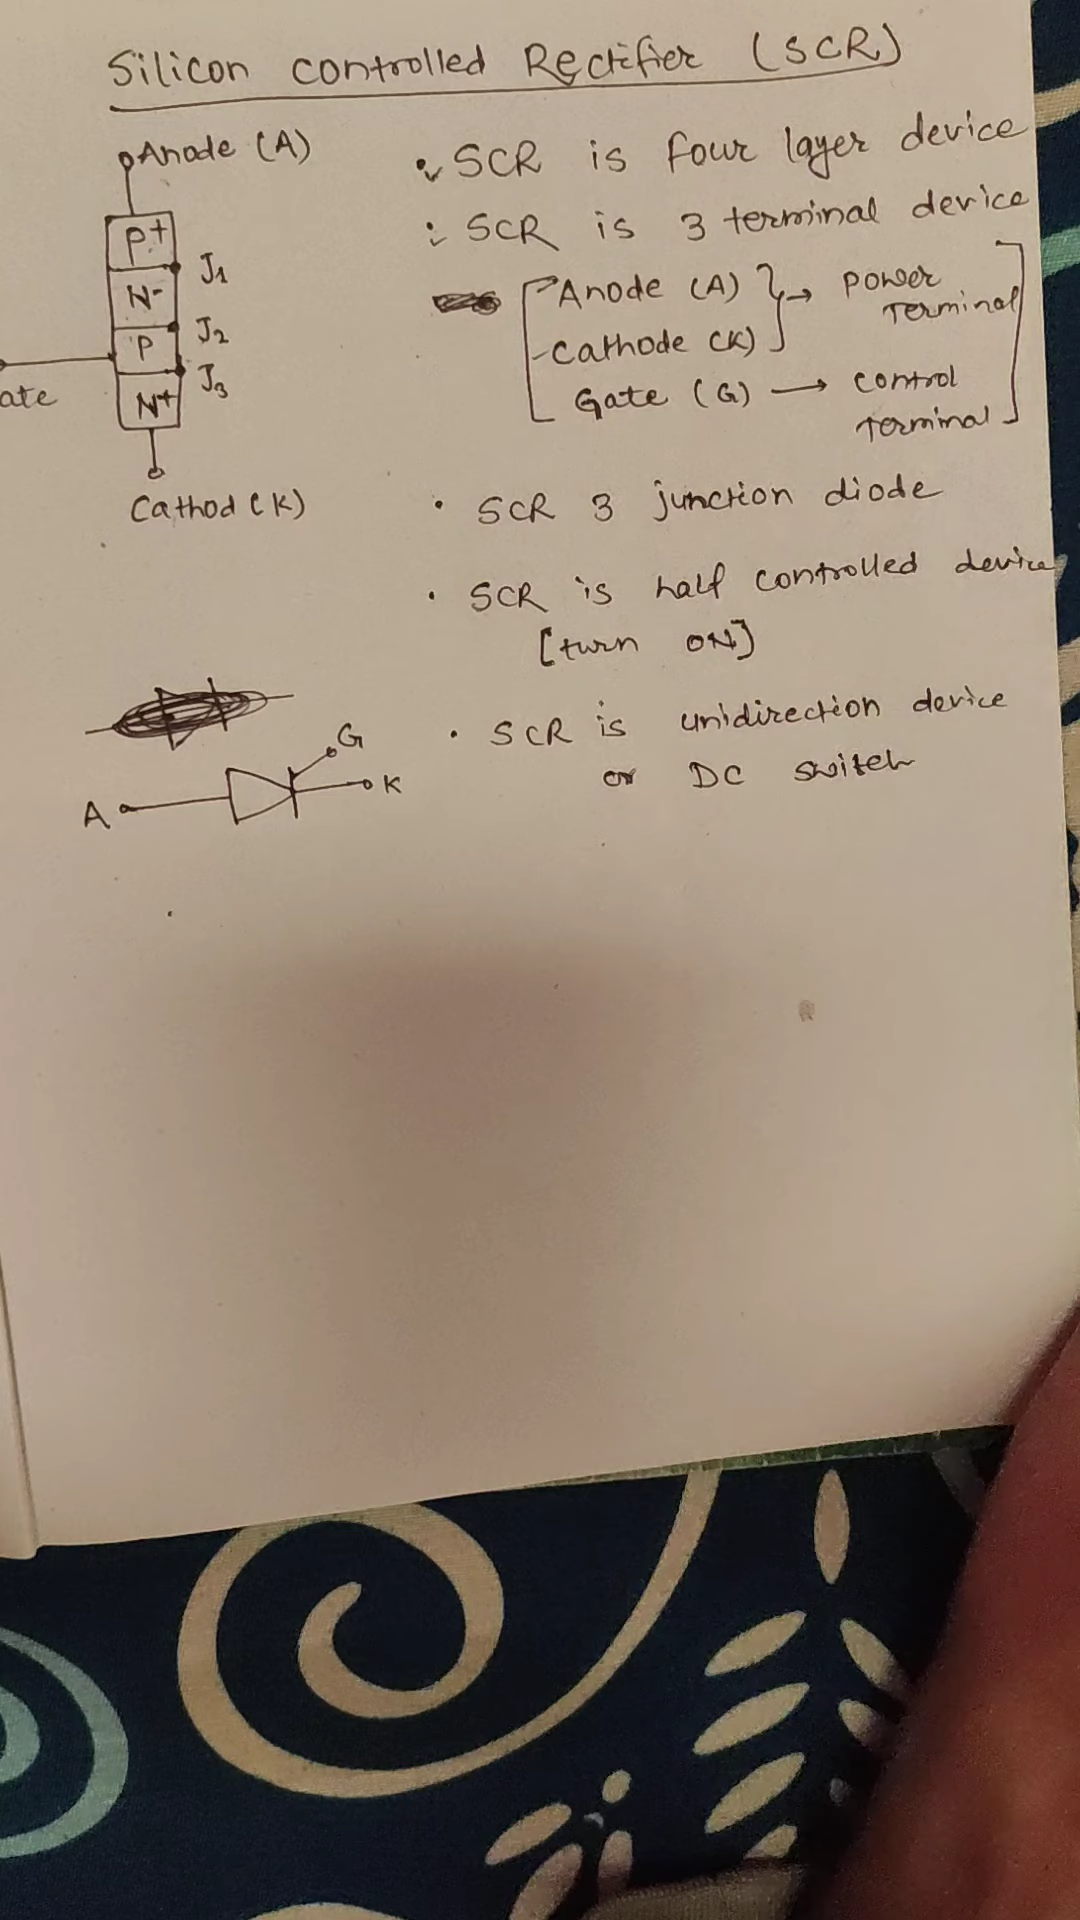 Silicon controlled Rectifier (SCR)
Anode (A)
P+
J1
N-
J2
P
J3
ate
N+
Cathod (K)
SCR is four layer device
SCR is 3 terminal device
Anode (A) → power terminal
Cathode (K)
Gate (G) → control terminal
• SCR 3 junction diode
• SCR is half controlled device
[turn ON]
• SCR is unidirection device
or DC switch
G
A
K